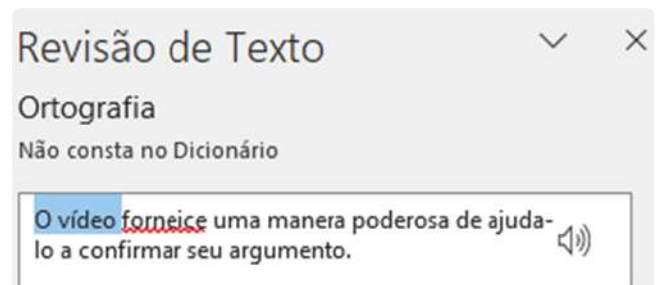 Revisão de Texto
Ortografia
Não consta no Dicionário
O vídeo forneice uma manera poderosa de ajuda-
lo a confirmar seu argumento.